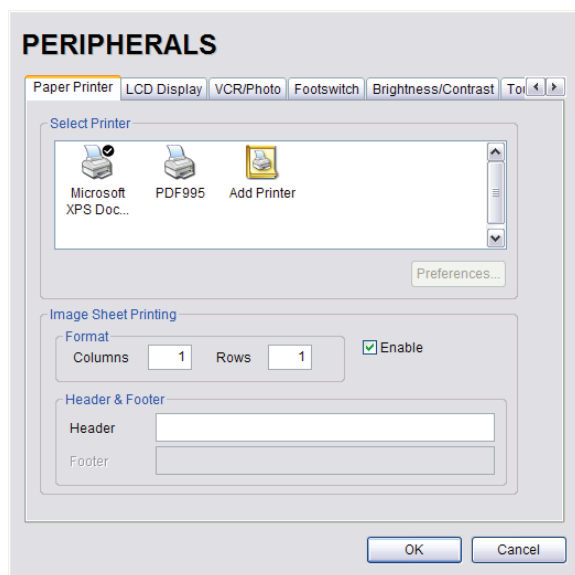 PERIPHERALS
Paper Printer LCD Display VCR/Photo Footswitch Brightness/Contrast
Select Printer
Microsoft PDF995 Add Printer
XPS Doc...
Preferences...
Image Sheet Printing
Format
Columns 1 Rows 1 Enable
Header & Footer
Header
Footer
OK Cancel